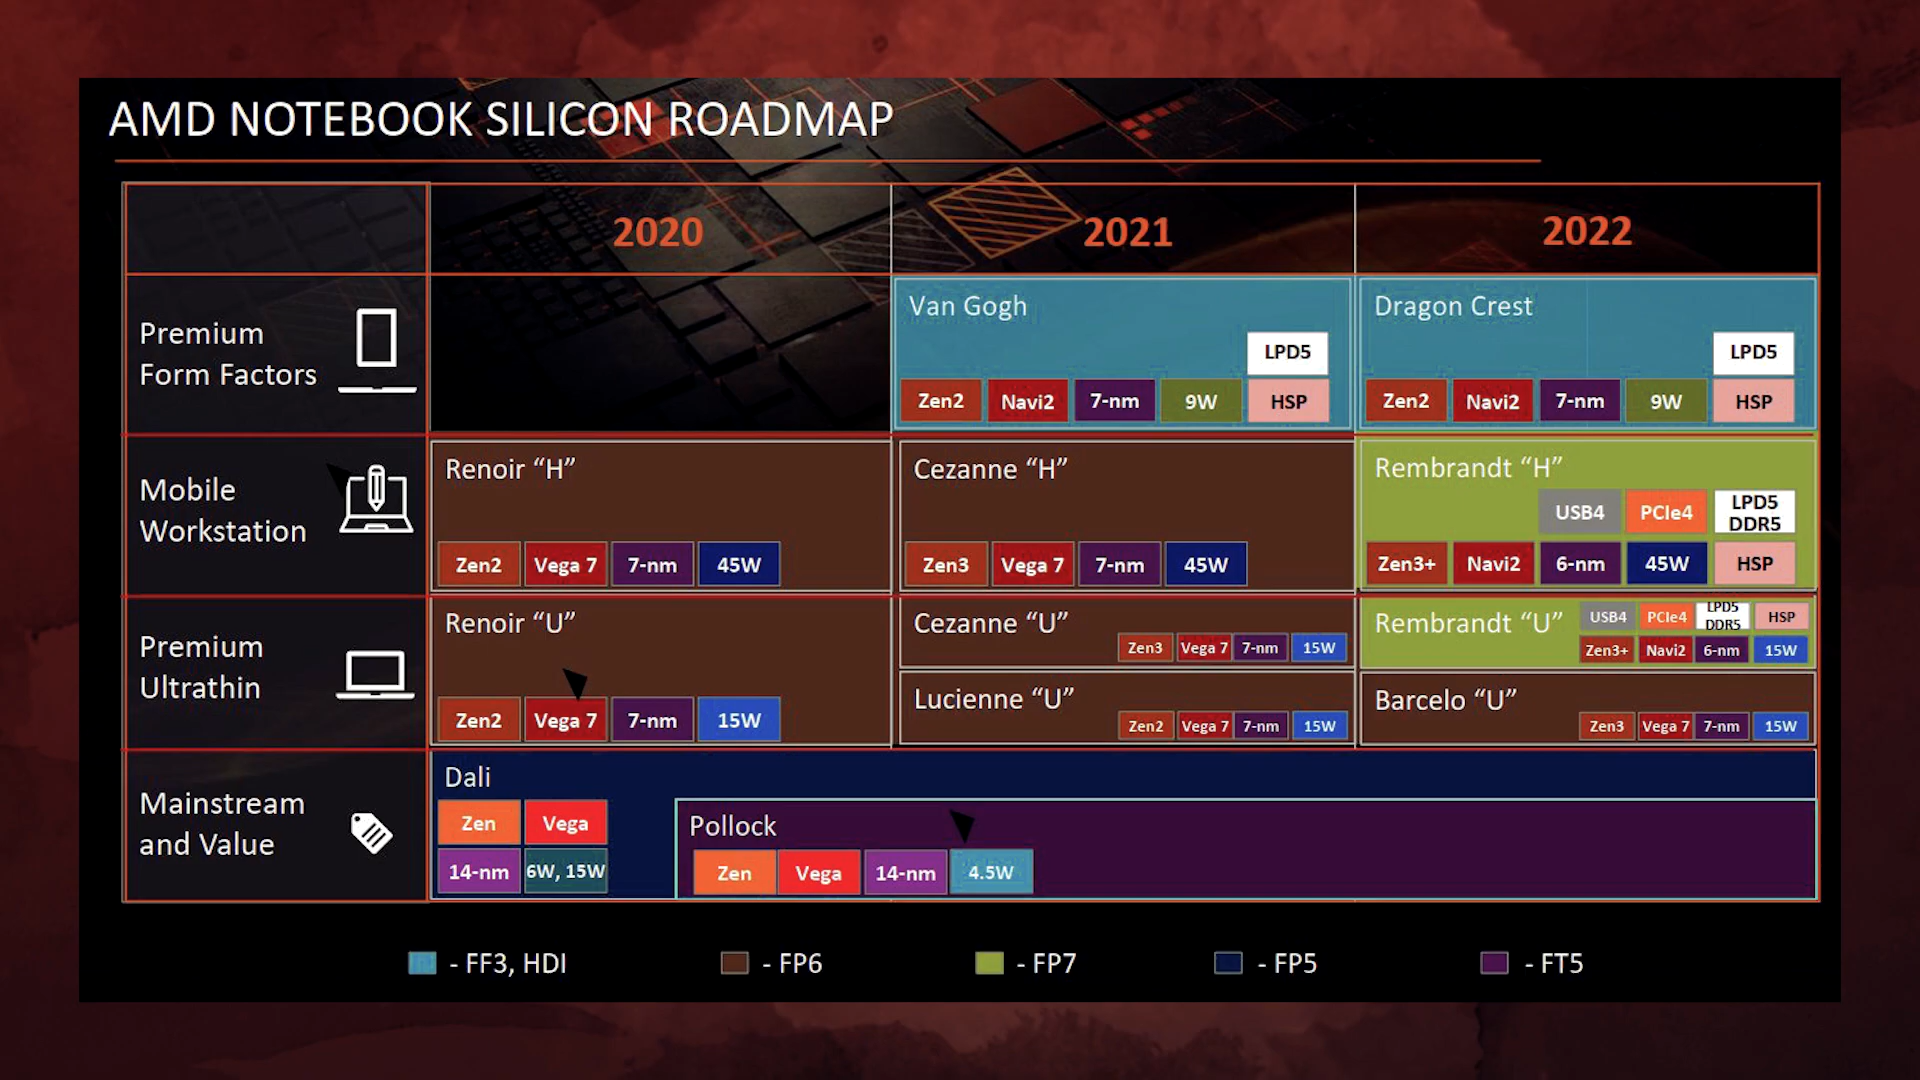 AMD NOTEBOOK SILICON ROADMAP
2020
2021
2022
Premium
Form Factors
Van Gogh
LPD5
Zen2
Navi2
7-nm
9W
HSP
Dragon Crest
LPD5
Zen2
Navi2
7-nm
9W
HSP
Mobile
Workstation
Renoir “H”
Zen2
Vega 7
7-nm
45W
Cezanne “H”
Zen3
Vega 7
7-nm
45W
Rembrandt “H”
USB4
PCIe4
LPD5
DDR5
Zen3+
Navi2
6-nm
45W
HSP
Premium
Ultrathin
Renoir “U”
Zen2
Vega 7
7-nm
15W
Cezanne “U”
Zen3
Vega 7
7-nm
15W
Lucienne “U”
Zen2
Vega 7
7-nm
15W
Rembrandt “U”
USB4
PCIe4
LPD5
DDR5
HSP
Zen3+
Navi2
6-nm
15W
Barcelo “U”
Zen3
Vega 7
7-nm
15W
Mainstream
and Value
Dali
Zen
Vega
14-nm
6W, 15W
Pollock
Zen
Vega
14-nm
4.5W
- FF3, HDI
- FP6
- FP7
- FP5
- FT5